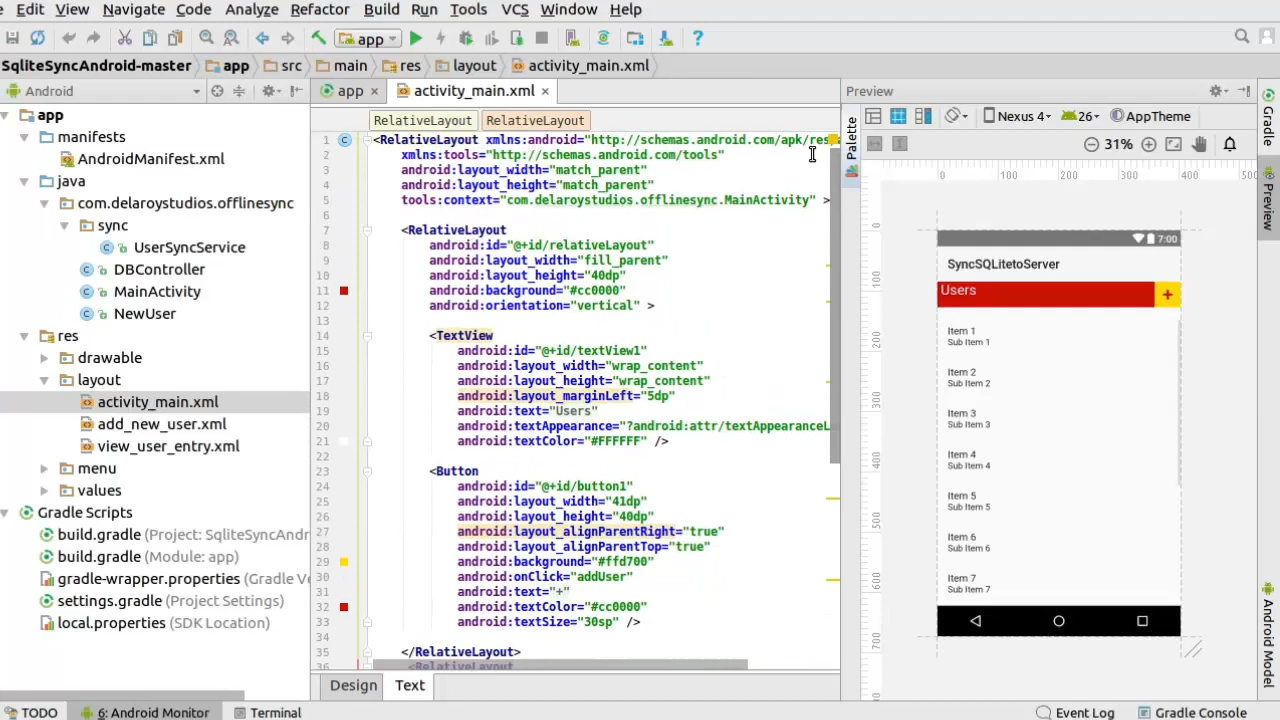 Edit View Navigate Code Analyze Refactor Build Run Tools VCS Window Help
app
SqliteSyncAndroid-master app src main res layout activity_main.xml
Android
app activity_main.xml
Preview
RelativeLayout RelativeLayout
Palette
Nexus 4 26 AppTheme
31%
0 100 200 300 400 500
0
100
200
300
400
500
600
700
app
manifests
AndroidManifest.xml
java
com.delaroystudios.offlinesync
sync
UserSyncService
DBController
MainActivity
NewUser
res
drawable
layout
activity_main.xml
add_new_user.xml
view_user_entry.xml
menu
values
Gradle Scripts
build.gradle (Project: SqliteSyncAndr
build.gradle (Module: app)
gradle-wrapper.properties (Gradle V
settings.gradle (Project Settings)
local.properties (SDK Location)
1 <RelativeLayout xmlns:android="http://schemas.android.com/apk/res
2 xmlns:tools="http://schemas.android.com/tools"
3 android:layout_width="match_parent"
4 android:layout_height="match_parent"
5 tools:context="com.delaroystudios.offlinesync.MainActivity" >
6
7 <RelativeLayout
8 android:id="@+id/relativeLayout"
9 android:layout_width="fill_parent"
10 android:layout_height="40dp"
11 android:background="#cc0000"
12 android:orientation="vertical" >
13
14 <TextView
15 android:id="@+id/textView1"
16 android:layout_width="wrap_content"
17 android:layout_height="wrap_content"
18 android:layout_marginLeft="5dp"
19 android:text="Users"
20 android:textAppearance="?android:attr/textAppearanceL
21 android:textColor="#FFFFFF" />
22
23 <Button
24 android:id="@+id/button1"
25 android:layout_width="41dp"
26 android:layout_height="40dp"
27 android:layout_alignParentRight="true"
28 android:layout_alignParentTop="true"
29 android:background="#ffd700"
30 android:onClick="addUser"
31 android:text="+"
32 android:textColor="#cc0000"
33 android:textSize="30sp" />
34
35 </RelativeLayout>
36 <RelativeLayout
7:00
SyncSQLitetoServer
Users +
Item 1
Sub Item 1
Item 2
Sub Item 2
Item 3
Sub Item 3
Item 4
Sub Item 4
Item 5
Sub Item 5
Item 6
Sub Item 6
Item 7
Sub Item 7
Gradle
Preview
Android Model
Design Text
TODO 6: Android Monitor Terminal Event Log Gradle Console